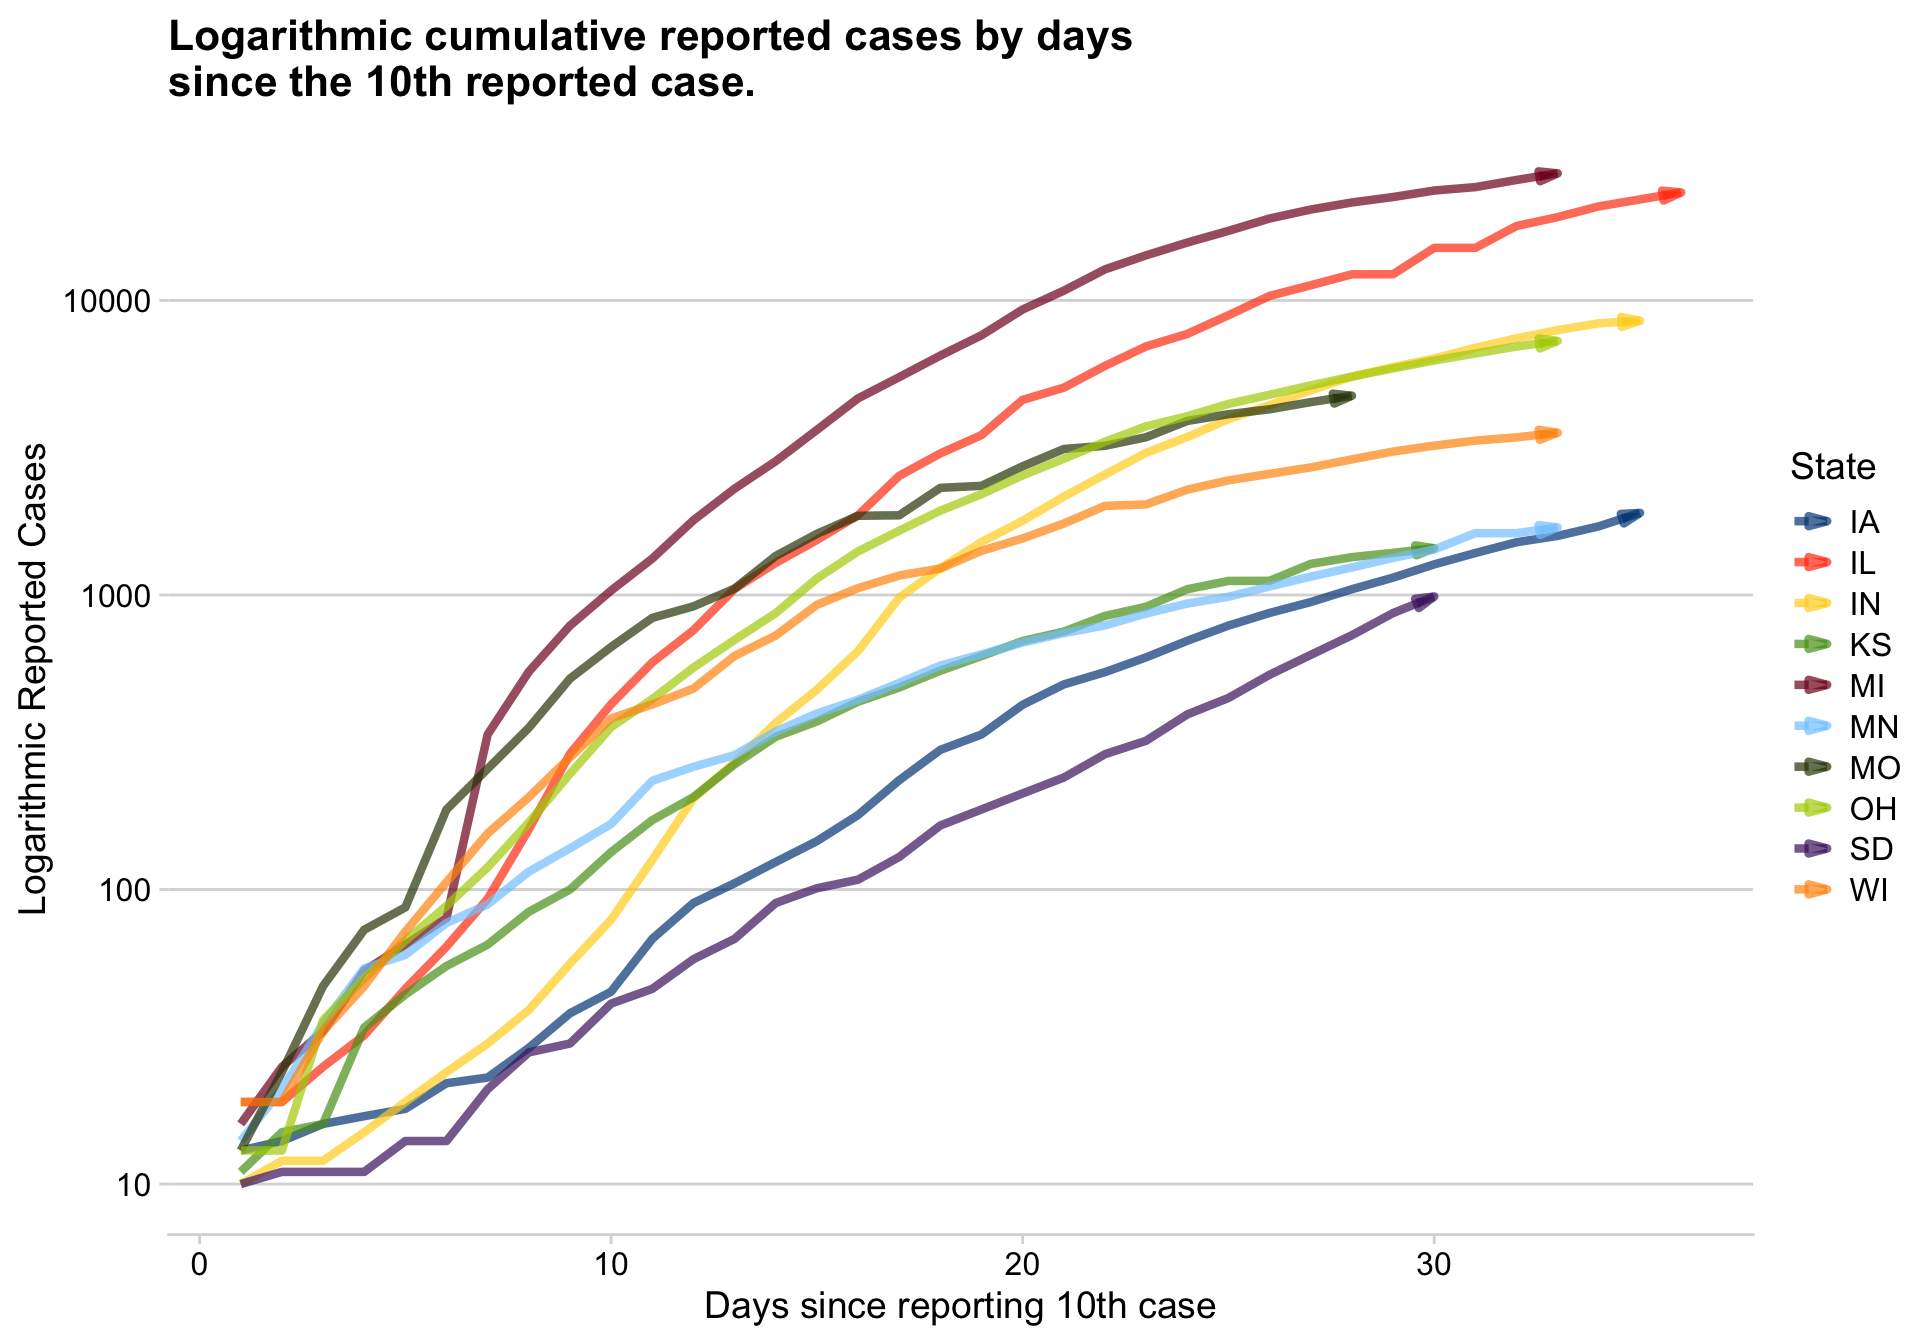 Logarithmic cumulative reported cases by days
since the 10th reported case.
Logarithmic Reported Cases
10000
1000
100
10
0
10
20
30
Days since reporting 10th case
State
IA
IL
IN
KS
MI
MN
MO
OH
SD
WI